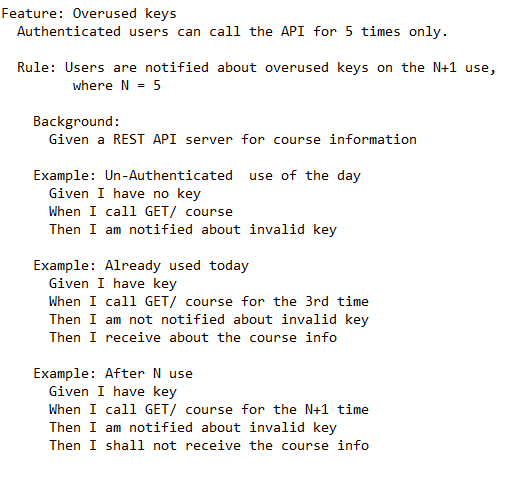 Feature: Overused keys
Authenticated users can call the API for 5 times only.
Rule: Users are notified about overused keys on the N+1 use,
where N = 5
Background:
Given a REST API server for course information
Example: Un-Authenticated  use of the day
Given I have no key
When I call GET/ course
Then I am notified about invalid key
Example: Already used today
Given I have key
When I call GET/ course for the 3rd time
Then I am not notified about invalid key
Then I receive about the course info
Example: After N use
Given I have key
When I call GET/ course for the N+1 time
Then I am notified about invalid key
Then I shall not receive the course info